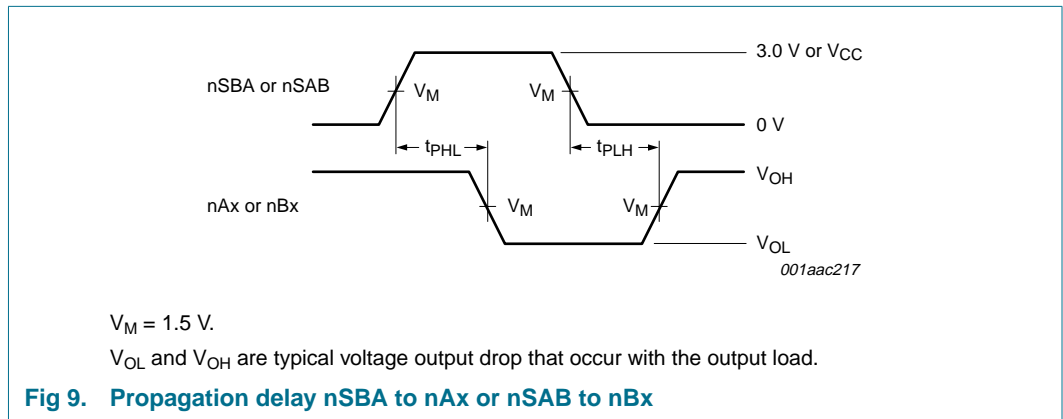 3.0 V or VCC
nSBA or nSAB VM VM
0 V
tPHL tPLH
VOH
nAx or nBx VM VM
VOL
001aac217
VM = 1.5 V.
VOL and VOH are typical voltage output drop that occur with the output load.
Fig 9. Propagation delay nSBA to nAx or nSAB to nBx